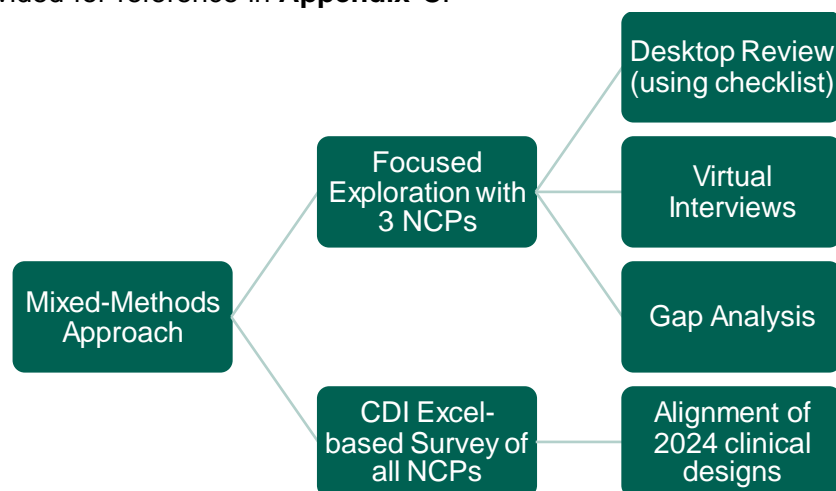 vided for reference in Appendix C.
Desktop Review
(using checklist)
Focused
Exploration with
3 NCPs
Virtual
Interviews
Mixed-Methods
Approach
Gap Analysis
CDI Excel-
based Survey of
all NCPs
Alignment of
2024 clinical
designs